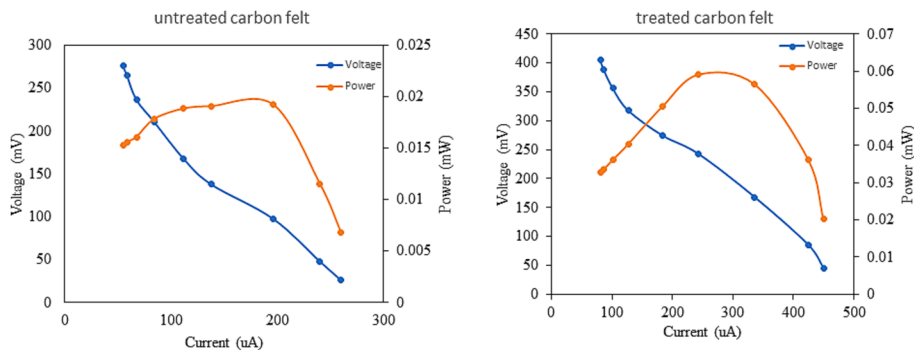 untreated carbon felt
300
250
200
150
100
50
0
Voltage (mV)
0.025
0.02
0.015
0.01
0.005
0
Power (mW)
Voltage
Power
0 100 200 300
Current (uA)
treated carbon felt
450
400
350
300
250
200
150
100
50
0
Voltage (mV)
0.07
0.06
0.05
0.04
0.03
0.02
0.01
0
Power (mW)
Voltage
Power
0 100 200 300 400 500
Current (uA)